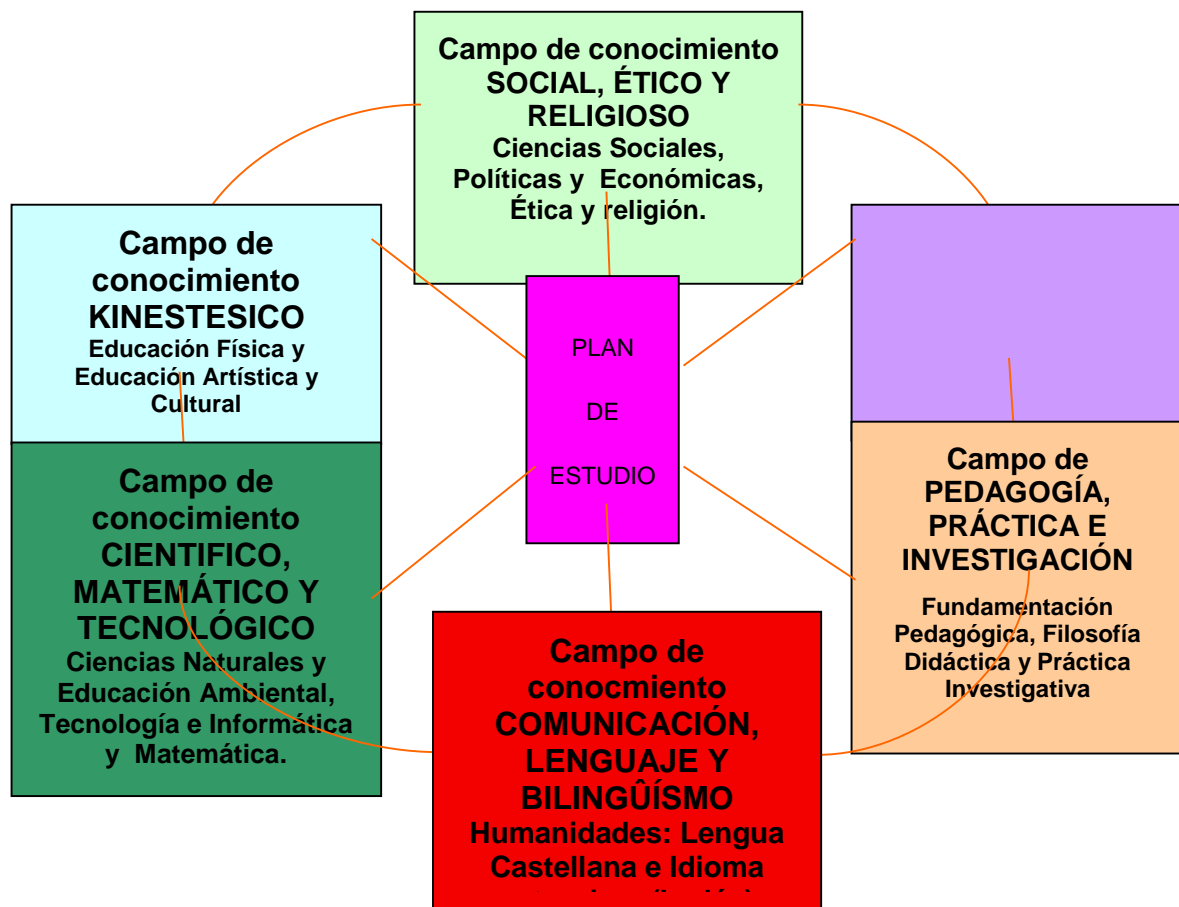 Campo de conocimiento
SOCIAL, ÉTICO Y
RELIGIOSO
Ciencias Sociales,
Políticas y Económicas,
Ética y religión.
Campo de
conocimiento
KINESTESICO
Educación Física y
Educación Artística y
Cultural
PLAN
DE
ESTUDIO
Campo de
conocimiento
CIENTIFICO,
MATEMÁTICO Y
TECNOLÓGICO
Ciencias Naturales y
Educación Ambiental,
Tecnología e Informática
y Matemática.
Campo de
PEDAGOGÍA,
PRÁCTICA E
INVESTIGACIÓN
Fundamentación
Pedagógica, Filosofía
Didáctica y Práctica
Investigativa
Campo de
conocmiento
COMUNICACIÓN,
LENGUAJE Y
BILINGÛÍSMO
Humanidades: Lengua
Castellana e Idioma